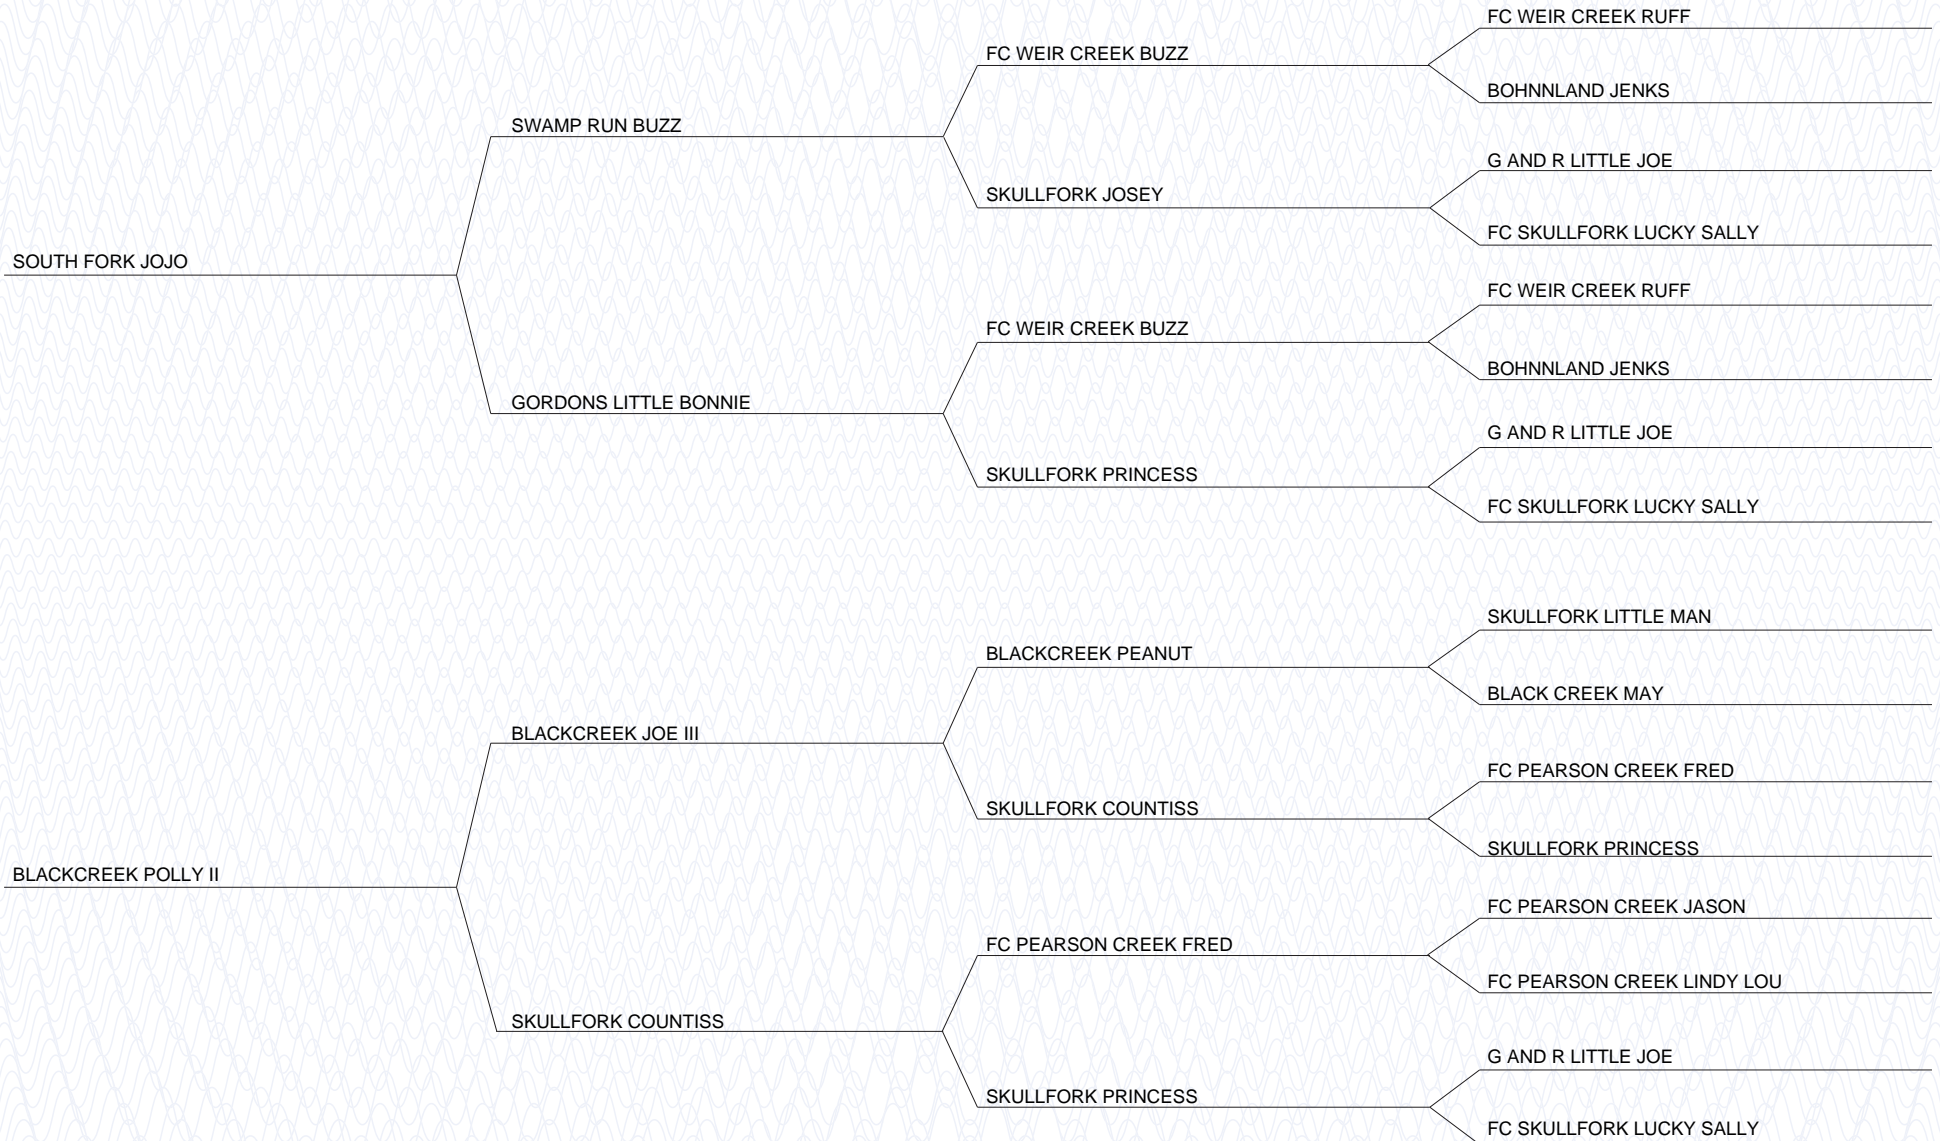 FC WEIR CREEK RUFF
FC WEIR CREEK BUZZ
BOHNNLAND JENKS
SWAMP RUN BUZZ
G AND R LITTLE JOE
SKULLFORK JOSEY
FC SKULLFORK LUCKY SALLY
SOUTH FORK JOJO
FC WEIR CREEK RUFF
FC WEIR CREEK BUZZ
BOHNNLAND JENKS
GORDONS LITTLE BONNIE
G AND R LITTLE JOE
SKULLFORK PRINCESS
FC SKULLFORK LUCKY SALLY
SKULLFORK LITTLE MAN
BLACKCREEK PEANUT
BLACK CREEK MAY
BLACKCREEK JOE III
FC PEARSON CREEK FRED
SKULLFORK COUNTISS
SKULLFORK PRINCESS
BLACKCREEK POLLY II
FC PEARSON CREEK JASON
FC PEARSON CREEK FRED
FC PEARSON CREEK LINDY LOU
SKULLFORK COUNTISS
G AND R LITTLE JOE
SKULLFORK PRINCESS
FC SKULLFORK LUCKY SALLY